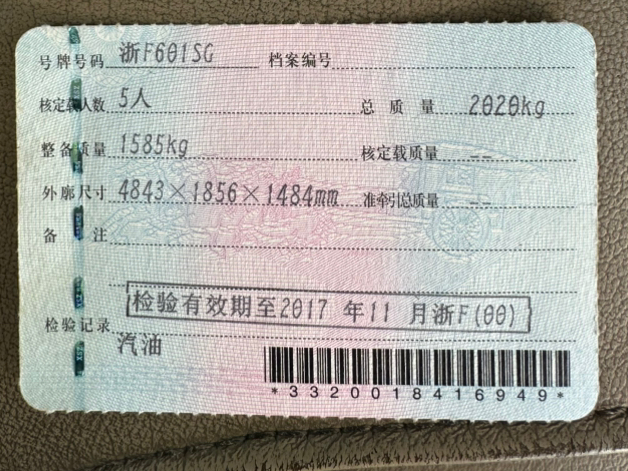 号牌号码 浙F601SG 档案编号
核定载人数 5人 总质量 2020kg
整备质量 1585kg 核定载质量 --
外廓尺寸 4843×1856×1484mm 准牵引总质量 --
备注
检验有效期至2017 年11 月浙F(00)
检验记录
汽油
*3320018416949*